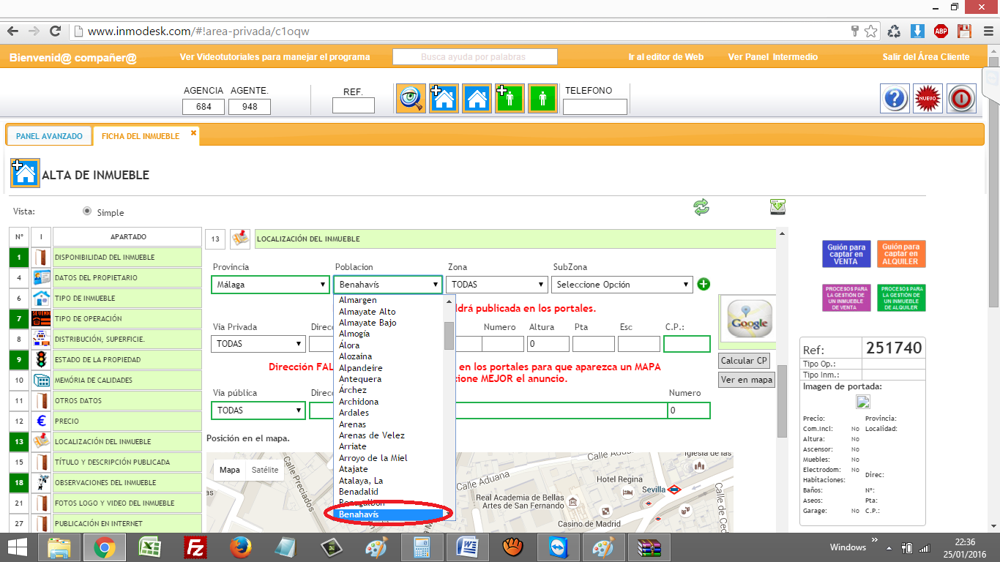 www.inmodesk.com/#!area-privada/c1oqw
ABP
Bienvenid@ compañer@
Ver Videotutoriales para manejar el programa
Busca ayuda por palabras
Ir al editor de Web
Ver Panel Intermedio
Salir del Área Cliente
AGENCIA AGENTE.
684 948
REF.
TELEFONO
NUEVO
PANEL AVANZADO
FICHA DEL INMUEBLE
ALTA DE INMUEBLE
Vista:
Simple
Nº I APARTADO
1 DISPONIBILIDAD DEL INMUEBLE
4 DATOS DEL PROPIETARIO
6 TIPO DE INMUEBLE
7 TIPO DE OPERACIÓN
8 DISTRIBUCIÓN, SUPERFICIE.
9 ESTADO DE LA PROPIEDAD
10 MEMÓRIA DE CALIDADES
11 OTROS DATOS
12 € PRECIO
13 LOCALIZACIÓN DEL INMUEBLE
15 TÍTULO Y DESCRIPCIÓN PUBLICADA
18 OBSERVACIONES DEL INMUEBLE
21 FOTOS LOGO Y VIDEO DEL INMUEBLE
27 PUBLICACIÓN EN INTERNET
13 LOCALIZACIÓN DEL INMUEBLE
Provincia Poblacion Zona SubZona
Málaga Benahavís TODAS Seleccione Opción
Almargen
Almayate Alto
Almayate Bajo
Almogía
Álora
Alozaina
Alpandeire
Antequera
Árchez
Archidona
Ardales
Arenas
Arenas de Velez
Arriate
Arroyo de la Miel
Atajate
Atalaya, La
Benadalid
Benagalbón
Benahavís
ldrá publicada en los portales.
Via Privada Direcc Numero Altura Pta Esc C.P.:
TODAS 0
Dirección FAL en los portales para que aparezca un MAPA
cione MEJOR el anuncio.
Via pública Direcc Numero
TODAS 0
Google
Calcular CP
Ver en mapa
Posición en el mapa.
Mapa Satélite
Calle Preciados
Calle Aduana
Calle Aduana
Iglesia de las
Hotel Regina
Sevilla
Real Academia de Bellas
Artes de San Fernando
Casino de Madrid
Calle de Ced
Guión para
captar en
VENTA
Guión para
captar en
ALQUILER
PROCESOS PARA
LA GESTIÓN DE
UN INMUEBLE
DE VENTA
PROCESOS PARA
LA GESTIÓN DE
UN INMUEBLE
DE ALQUILER
Ref: 251740
Tipo Op.:
Tipo Inm.:
Imagen de portada:
Precio: Provincia:
Com.Incl: No Localidad:
Altura: No
Ascensor: No
Muebles: No
Electrodom: No
Habitaciones: Direc:
Baños: Nº:
Aseos: Pta:
Garage: No C.P.:
Windows
22:36
25/01/2016